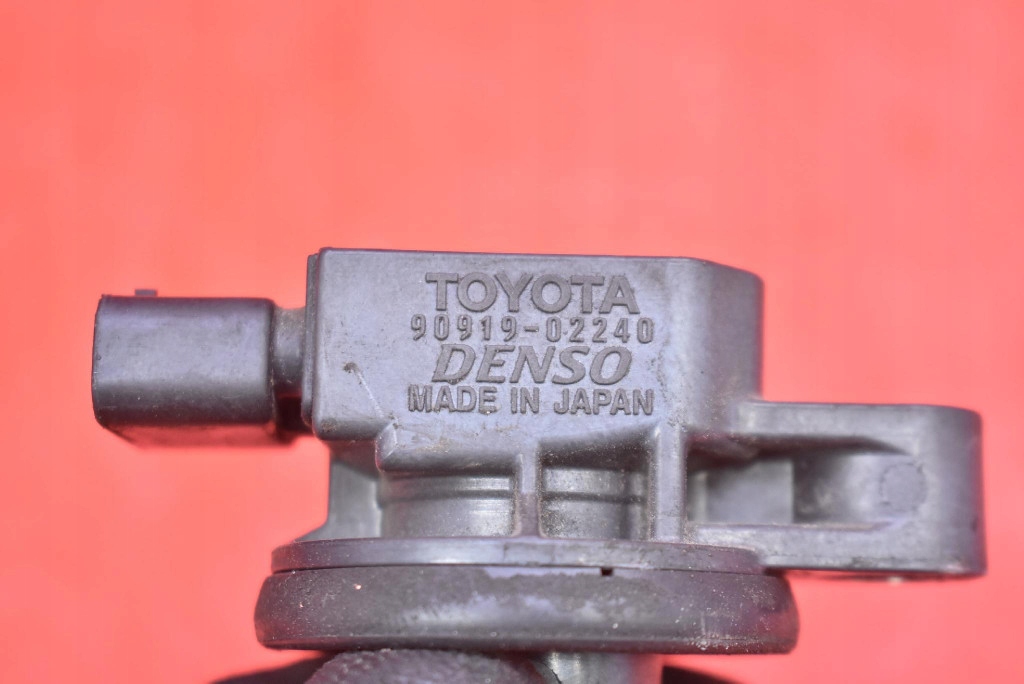 TOYOTA
90919-02240
DENSO
MADE IN JAPAN